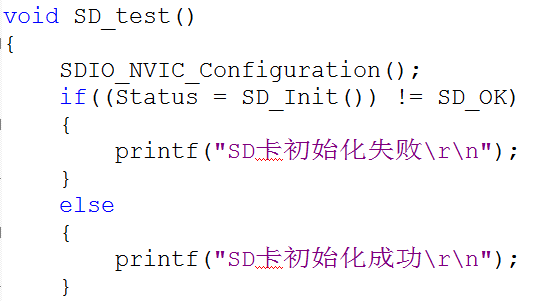 void SD_test()
{
    SDIO_NVIC_Configuration();
    if((Status = SD_Init()) != SD_OK)
    {
        printf("SD卡初始化失败\r\n");
    }
    else
    {
        printf("SD卡初始化成功\r\n");
    }